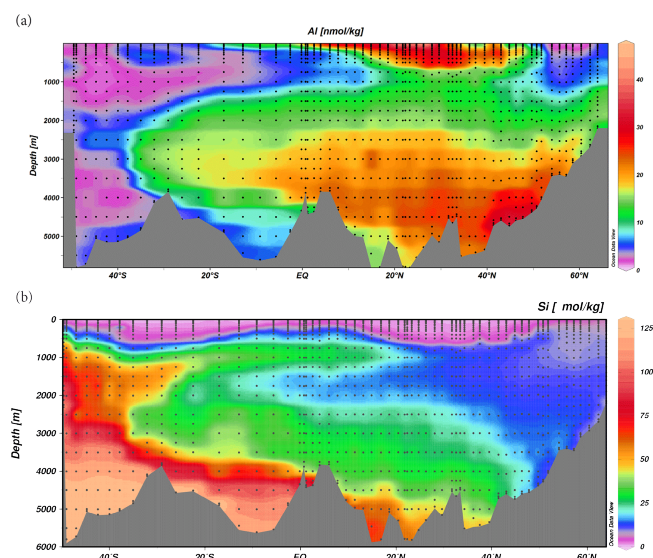 (a)
Al [nmol/kg]
Depth [m]
1000
2000
3000
4000
5000
40°S
20°S
EQ
20°N
40°N
60°N
40
30
20
10
0
Ocean Data View
(b)
Si [ mol/kg]
Depth [m]
0
1000
2000
3000
4000
5000
6000
40°S
20°S
EQ
20°N
40°N
60°N
125
100
75
50
25
0
Ocean Data View